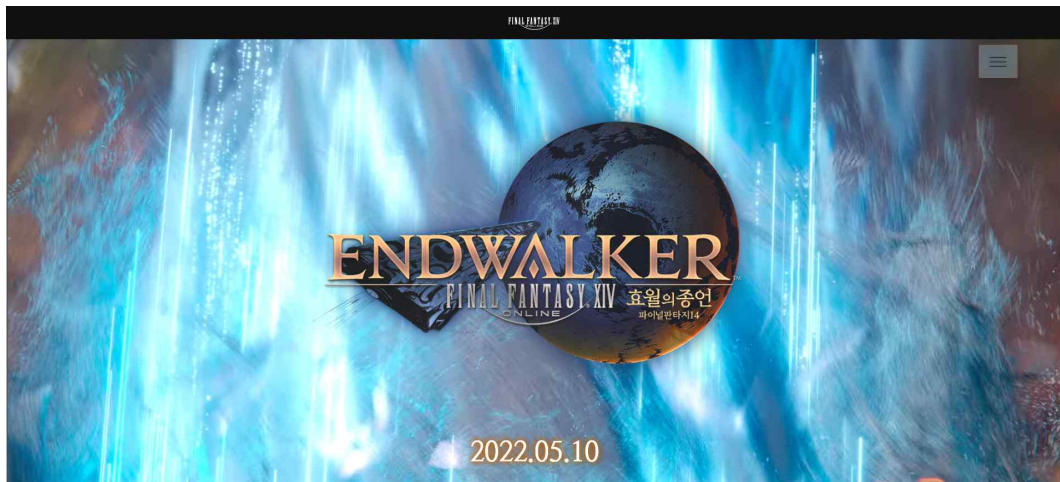 FINAL FANTASY XIV
ENDWALKER™
FINAL FANTASY XIV 효월의 종언
ONLINE 파이널판타지14
2022.05.10